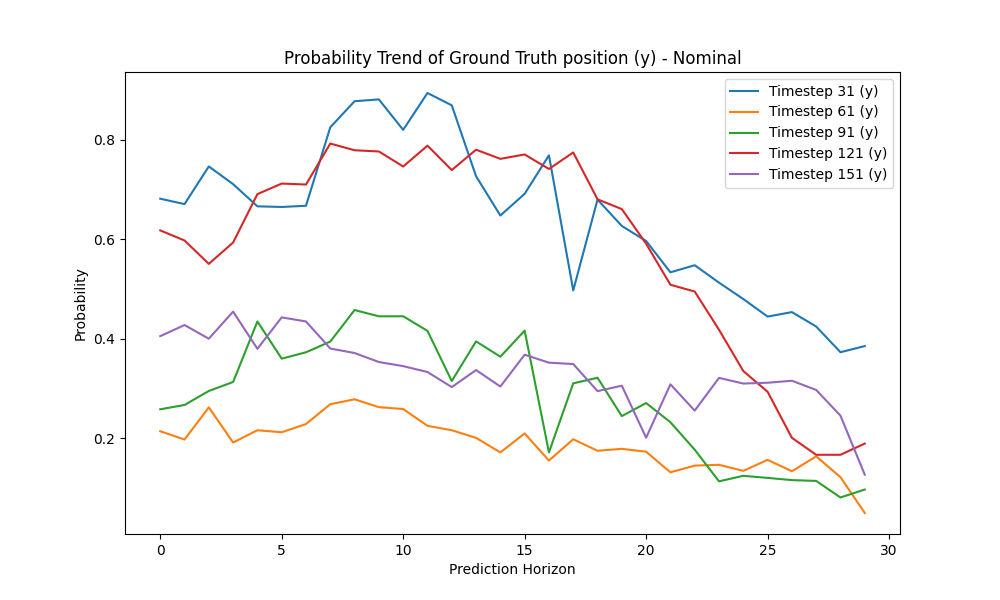 Probability Trend of Ground Truth position (y) - Nominal
Timestep 31 (y)
Timestep 61 (y)
Timestep 91 (y)
Timestep 121 (y)
Timestep 151 (y)
Probability
0.8
0.6
0.4
0.2
0 5 10 15 20 25 30
Prediction Horizon